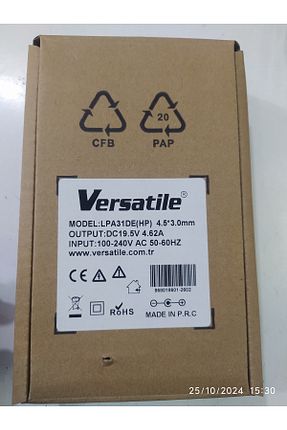 CFB
20
PAP
Versatile®
MODEL:LPA31DE(HP) 4.5*3.0mm
OUTPUT:DC19.5V 4.62A
INPUT:100-240V AC 50-60HZ
www.versatile.com.tr
CE
RoHS
MADE IN P.R.C
25/10/2024 15:30